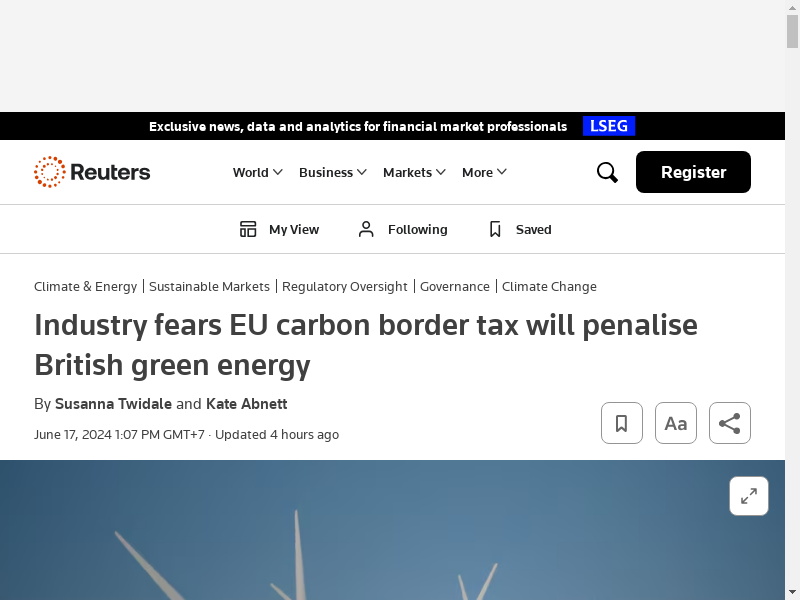 Exclusive news, data and analytics for financial market professionals LSEG
Reuters World Business Markets More Register
My View Following Saved
Climate & Energy | Sustainable Markets | Regulatory Oversight | Governance | Climate Change
Industry fears EU carbon border tax will penalise
British green energy
By Susanna Twidale and Kate Abnett
June 17, 2024 1:07 PM GMT+7 · Updated 4 hours ago
Aa